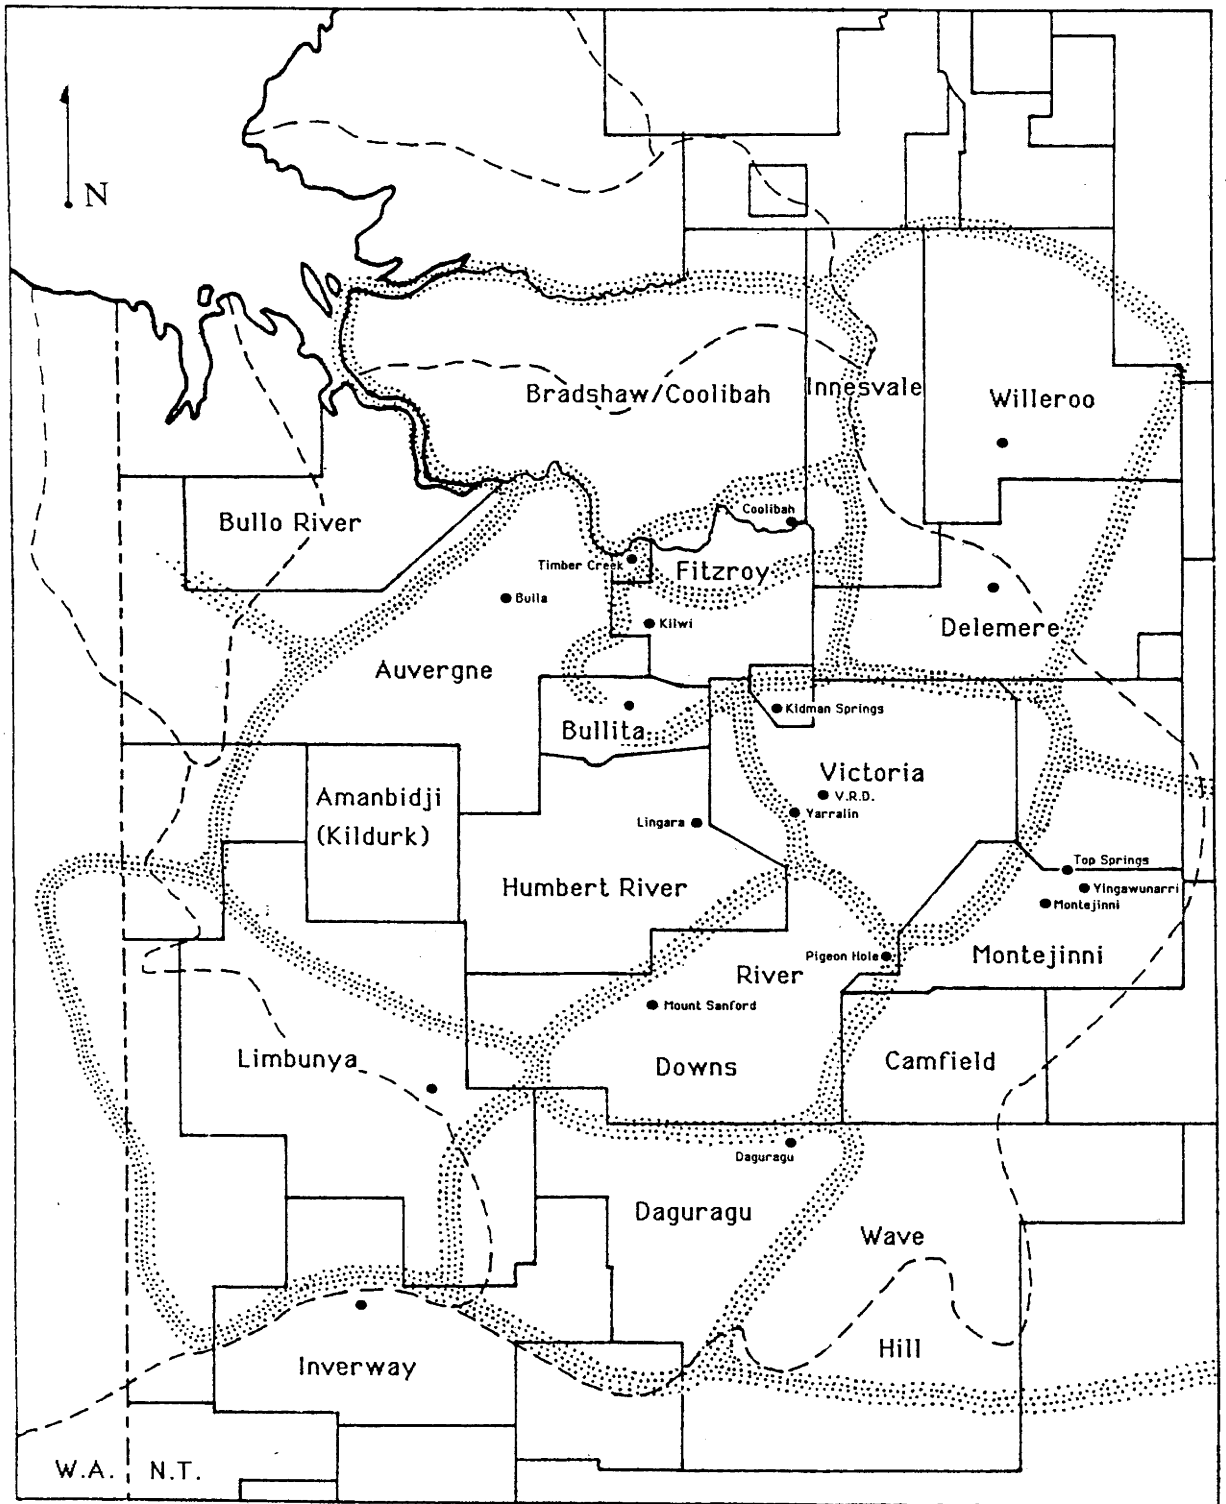 N
Bradshaw/Coolibah
Innesvale
Willeroo
Bullo River
Coolibah
Timber Creek
Fitzroy
Bulla
Kilwi
Delemere
Auvergne
Kidman Springs
Bullita
Victoria
V.R.D.
Yarralin
Amanbidji
(Kildurk)
Lingara
Top Springs
Yingawunarri
Montejinni
Humbert River
Pigeon Hole
Montejinni
River
Mount Sanford
Limbunya
Downs
Camfield
Daguragu
Daguragu
Wave
Hill
Inverway
W.A.
N.T.